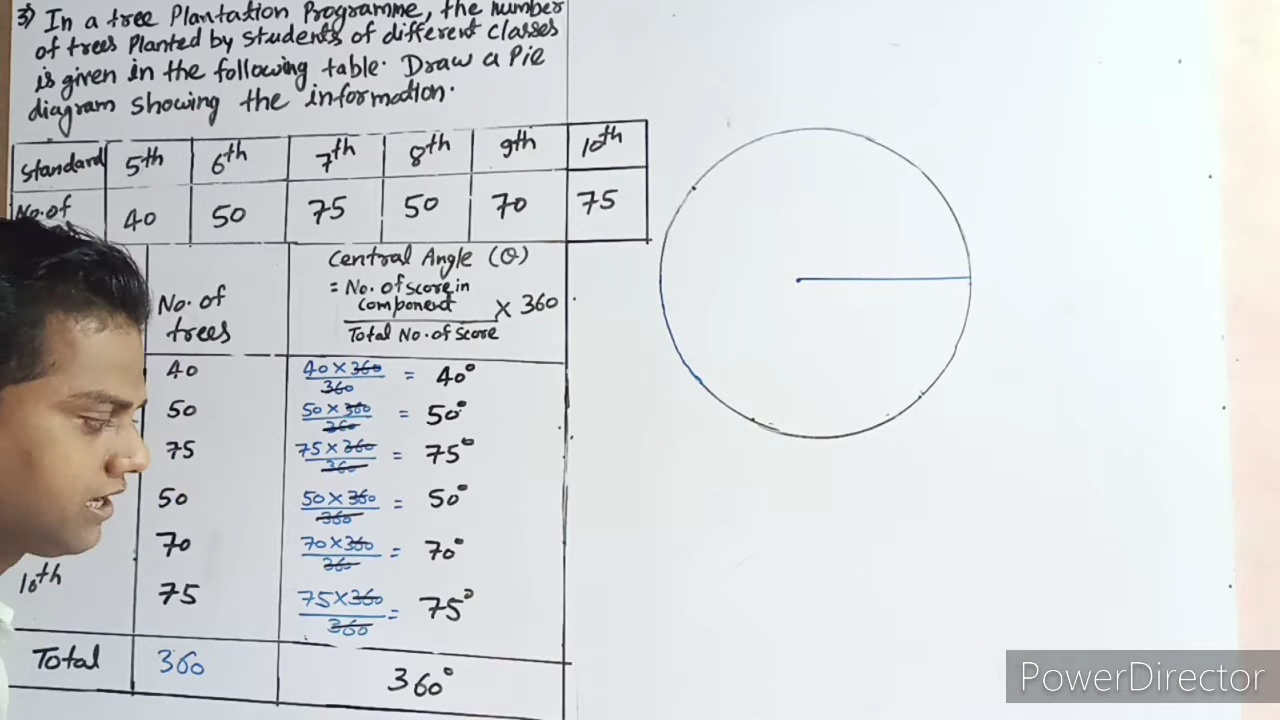 3) In a tree Plantation Programme, the number
of trees Planted by students of different classes
is given in the following table. Draw a Pie
diagram showing the information.
Standard 5th 6th 7th 8th 9th 10th
No. of 40 50 75 50 70 75
Central Angle (θ)
= No. of score in
component
× 360
Total No. of score
No. of
trees
40 40 × 360 / 360 = 40°
50 50 × 360 / 360 = 50°
75 75 × 360 / 360 = 75°
50 50 × 360 / 360 = 50°
70 70 × 360 / 360 = 70°
10th 75 75 × 360 / 360 = 75°
Total 360 360°
PowerDirector